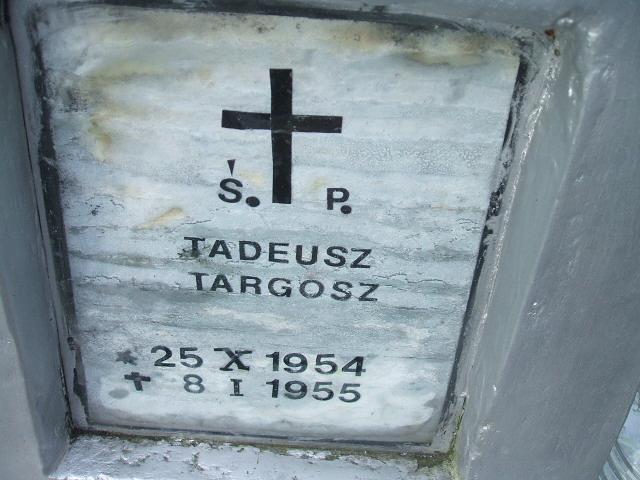 Ś. P.
TADEUSZ
TARGOSZ
* 25 X 1954
✝ 8 I 1955